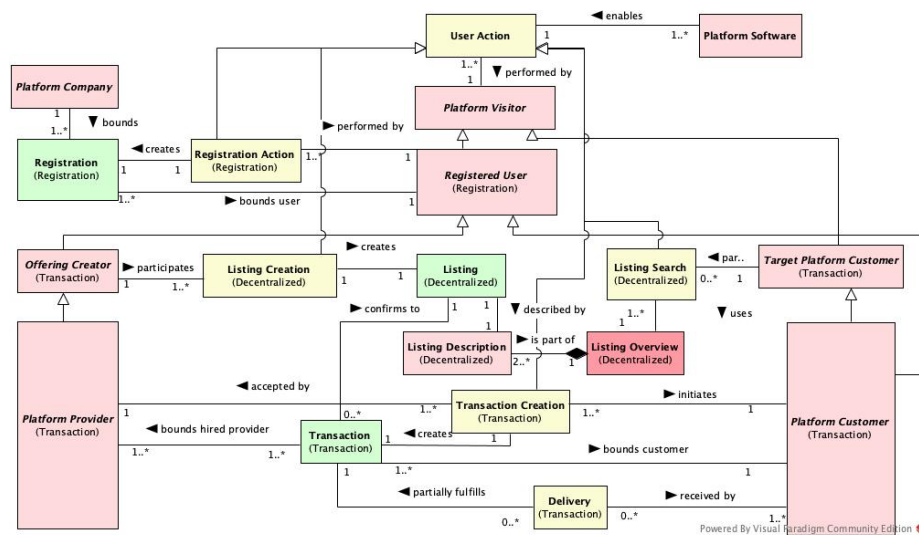 enables
User Action
1
1..*
Platform Software
1..*
performed by
1
Platform Company
Platform Visitor
1
bounds
1..*
performed by
creates
Registration
(Registration)
Registration Action
(Registration)
1..*
1
Registered User
(Registration)
1
1
1..*
bounds user
1
creates
Offering Creator
(Transaction)
participates
Listing Creation
(Decentralized)
Listing
(Decentralized)
Listing Search
(Decentralized)
par..
Target Platform Customer
(Transaction)
1
1..*
1
1
0..*
1
confirms to
1
1
described by
1..*
uses
1
1
Listing Description
(Decentralized)
is part of
2..*
1
Listing Overview
(Decentralized)
accepted by
initiates
Platform Provider
(Transaction)
1
1..*
Transaction Creation
(Transaction)
1..*
1
Platform Customer
(Transaction)
0..*
bounds hired provider
Transaction
(Transaction)
1
creates
1
1..*
1..*
bounds customer
1
1..*
1
partially fulfills
Delivery
(Transaction)
received by
0..*
0..*
1..*
Powered By Visual Paradigm Community Edition